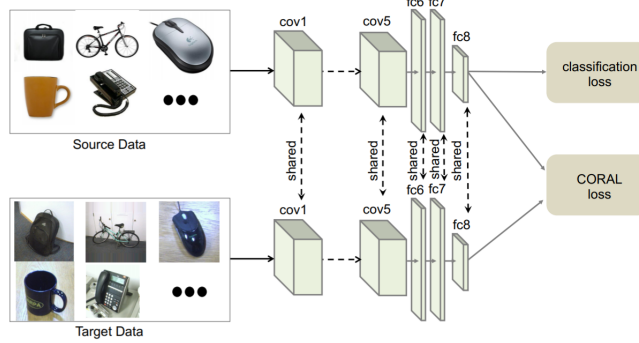 cov1
cov5
fc6
fc7
fc8
classification
loss
Source Data
shared
shared
shared
shared
shared
CORAL
loss
cov1
cov5
fc6
fc7
fc8
Target Data